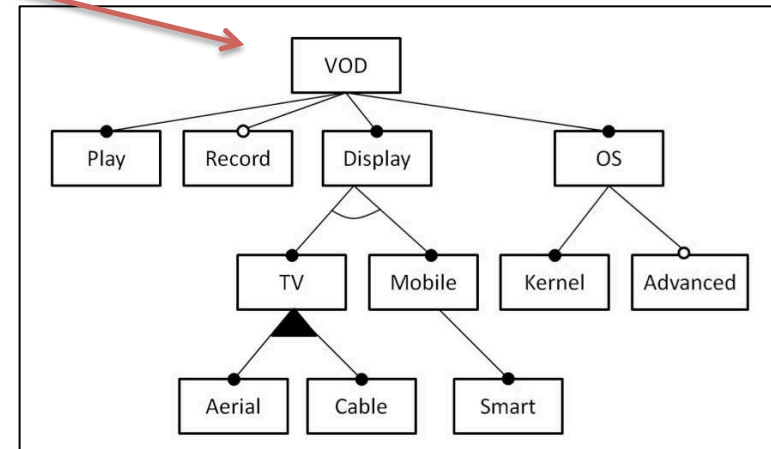 VOD
Play Record Display OS
TV Mobile Kernel Advanced
Aerial Cable Smart